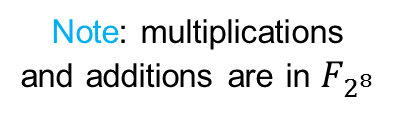 Note: multiplications
and additions are in $F_{2^8}$